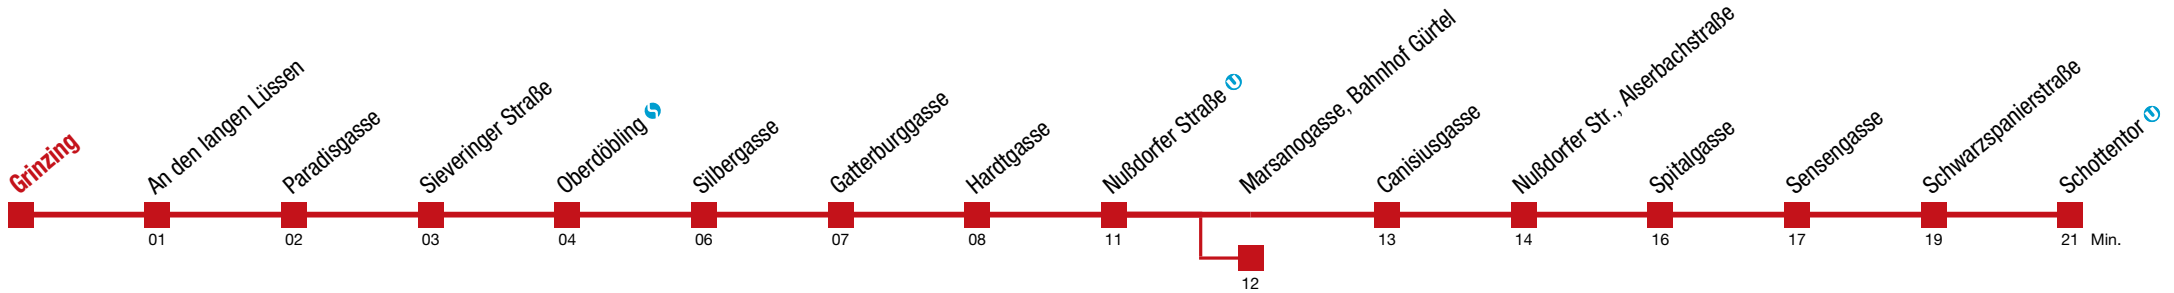 Grinzing
An den langen Lüssen
Paradisgasse
Sieveringer Straße
Oberdöbling
Silbergasse
Gatterburggasse
Hardtgasse
Nußdorfer Straße
Marsanogasse, Bahnhof Gürtel
Canisiusgasse
Nußdorfer Str., Alserbachstraße
Spitalgasse
Sensengasse
Schwarzspanierstraße
Schottentor
01
02
03
04
06
07
08
11
13
14
16
17
19
21 Min.
12